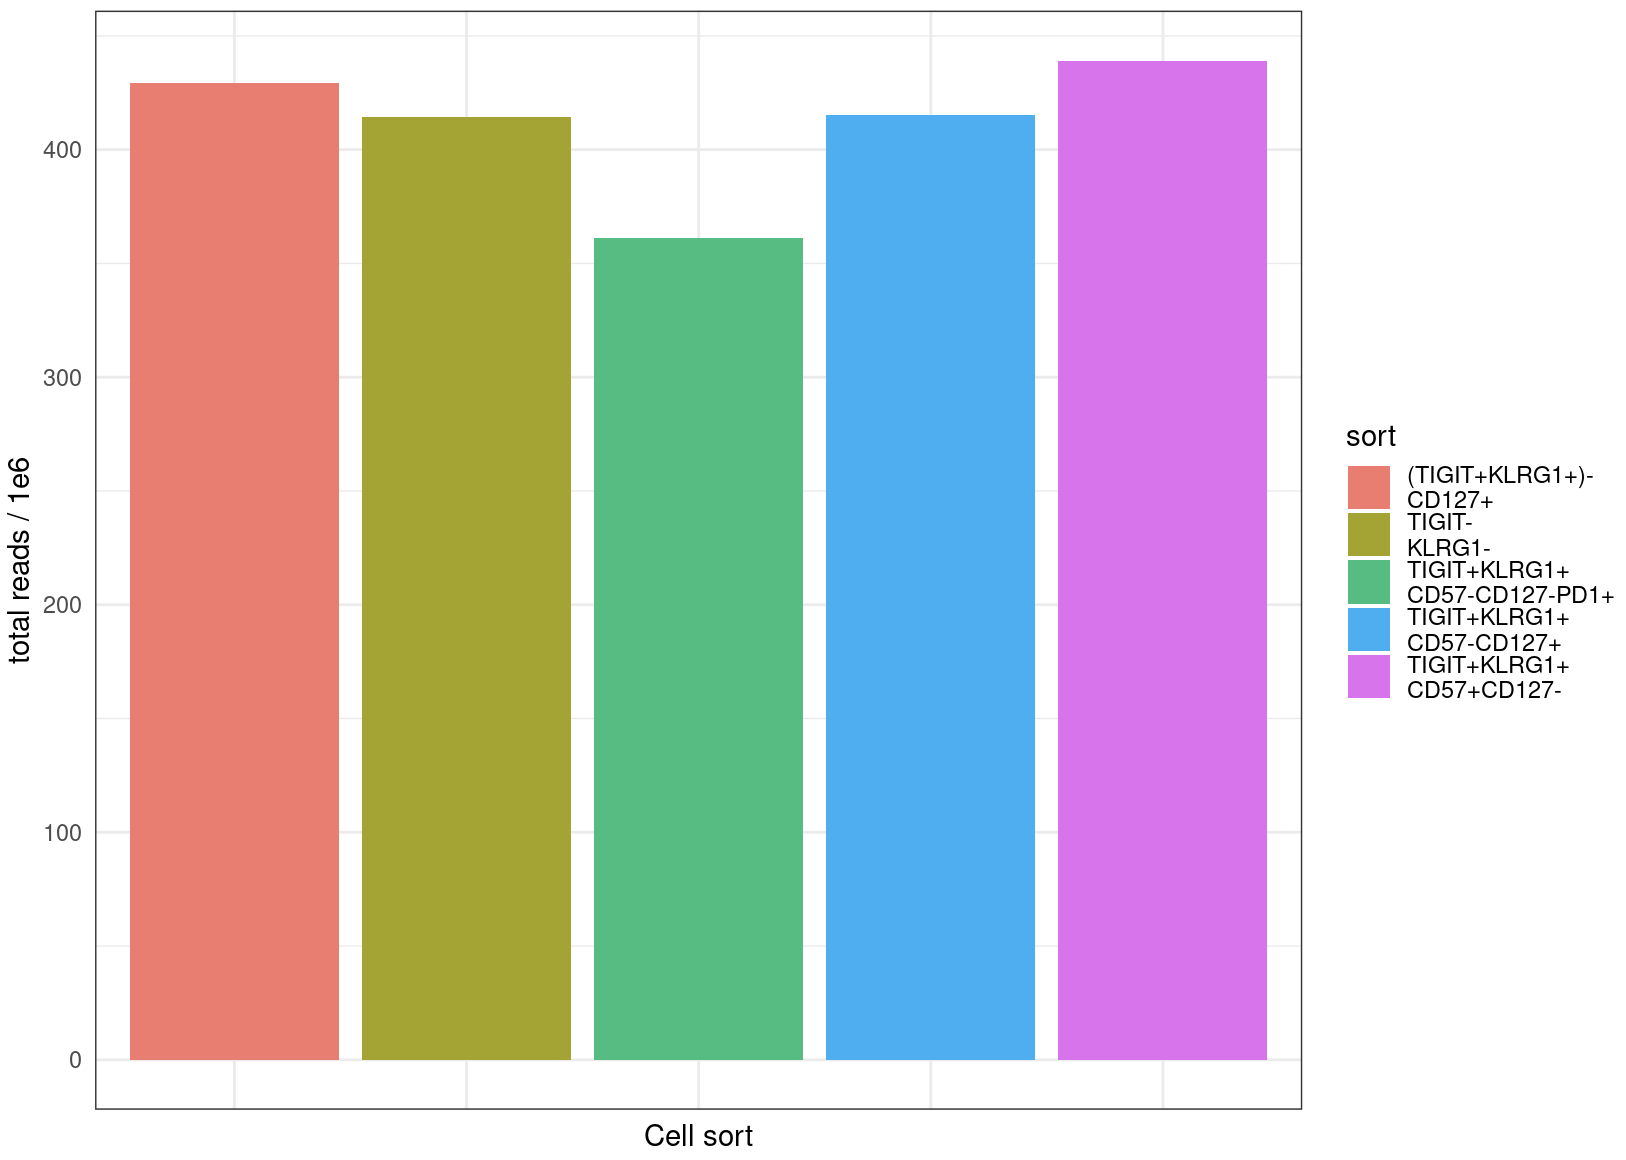 total reads / 1e6
400
300
200
100
0
Cell sort
sort
(TIGIT+KLRG1+)-
CD127+
TIGIT-
KLRG1-
TIGIT+KLRG1+
CD57-CD127-PD1+
TIGIT+KLRG1+
CD57-CD127+
TIGIT+KLRG1+
CD57+CD127-